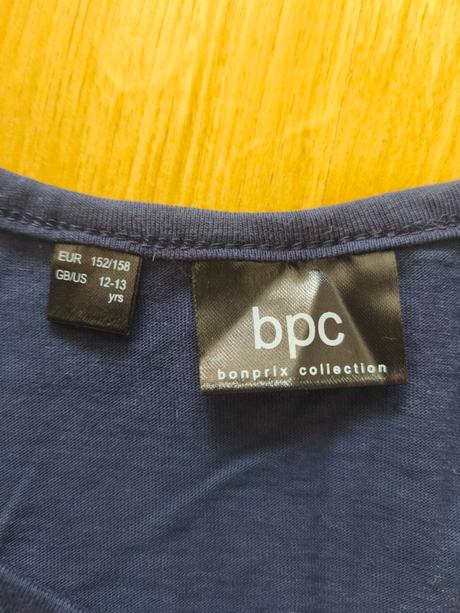 EUR 152/158
GB/US 12-13
yrs
bpc
bonprix collection